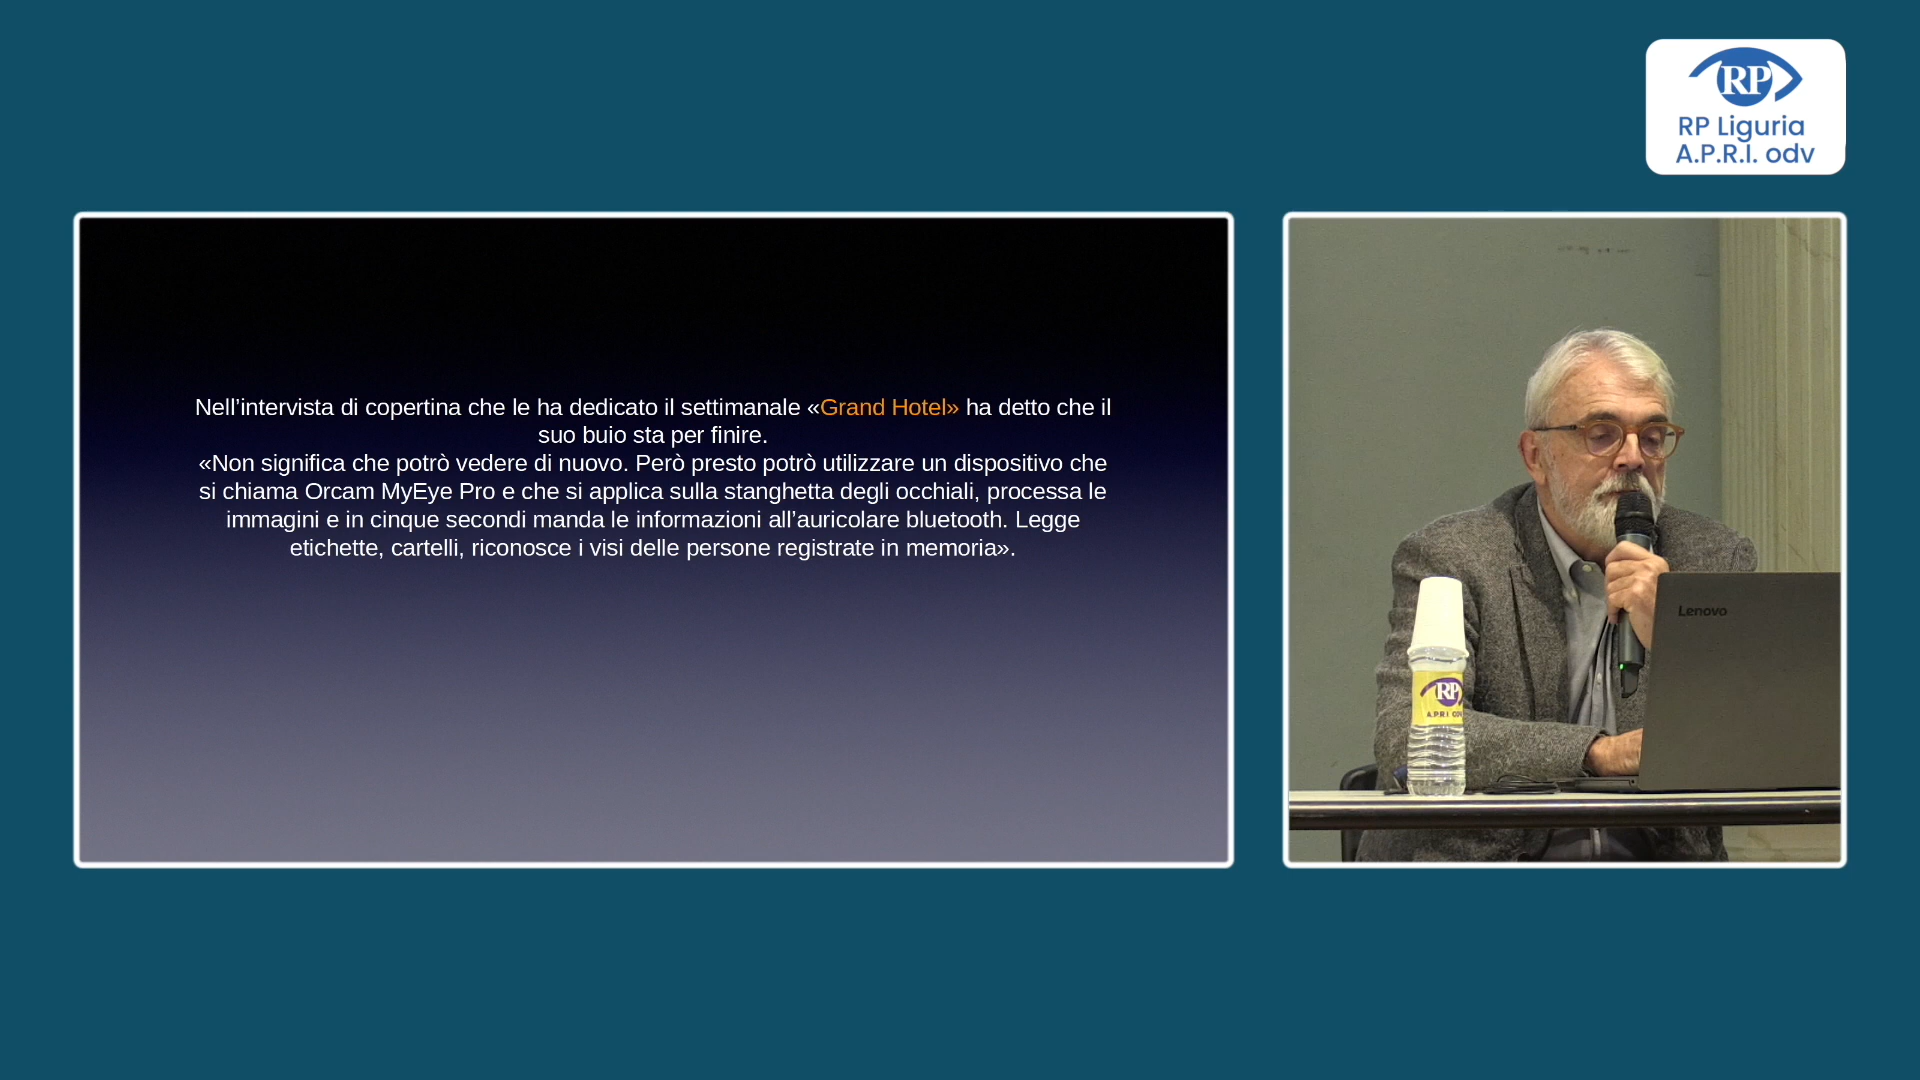 RP
RP Liguria
A.P.R.I. odv
Nell’intervista di copertina che le ha dedicato il settimanale «Grand Hotel» ha detto che il
suo buio sta per finire.
«Non significa che potrò vedere di nuovo. Però presto potrò utilizzare un dispositivo che
si chiama Orcam MyEye Pro e che si applica sulla stanghetta degli occhiali, processa le
immagini e in cinque secondi manda le informazioni all’auricolare bluetooth. Legge
etichette, cartelli, riconosce i visi delle persone registrate in memoria».
Lenovo
RP
A.P.R.I.